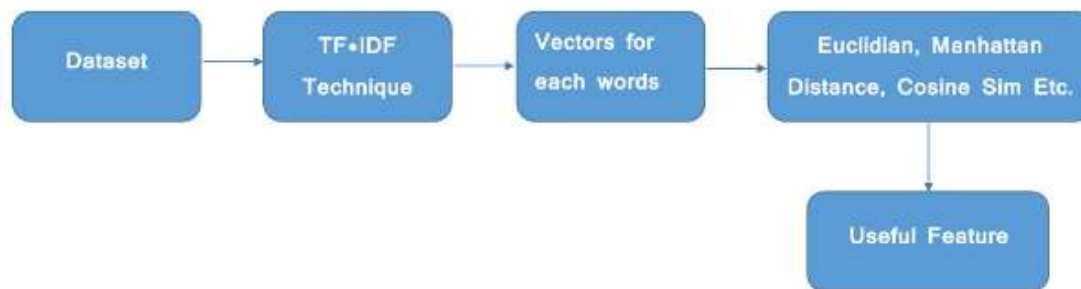 Dataset
TF•IDF
Technique
Vectors for
each words
Euclidian, Manhattan
Distance, Cosine Sim Etc.
Useful Feature